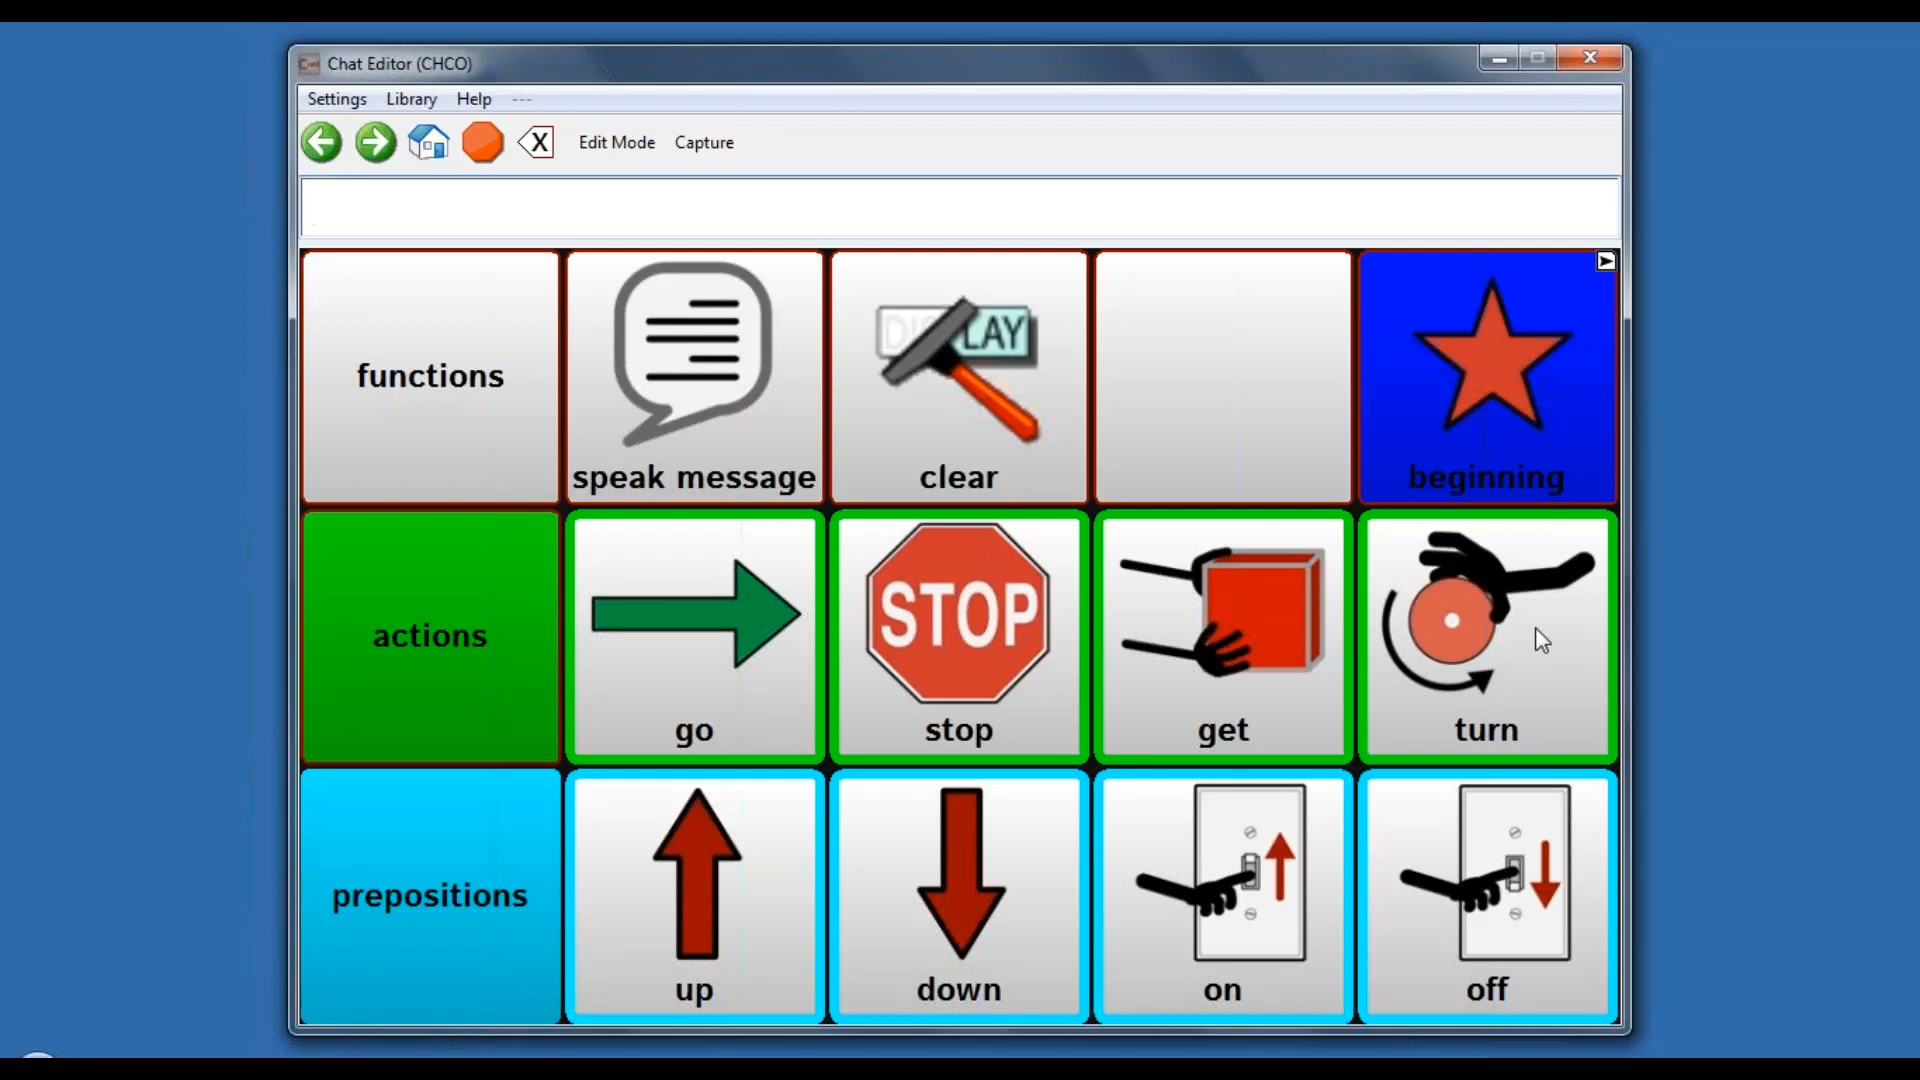 Chat Editor (CHCO)
Settings Library Help ---
X Edit Mode Capture
functions
DISPLAY
speak message
clear
beginning
actions
STOP
go
stop
get
turn
prepositions
up
down
on
off